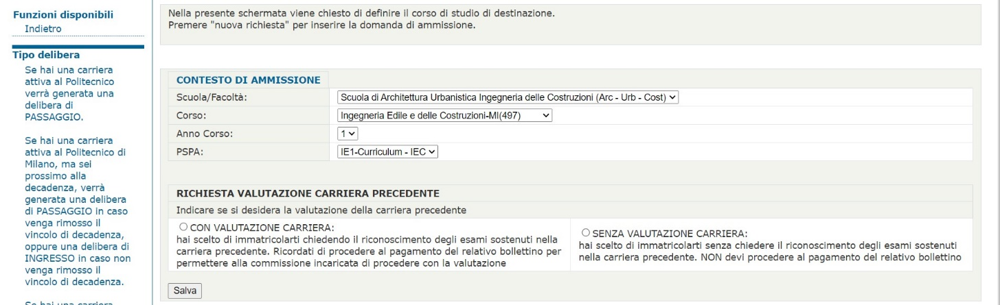 Funzioni disponibili
Indietro
Tipo delibera
Se hai una carriera
attiva al Politecnico
verrà generata una
delibera di
PASSAGGIO.
Se hai una carriera
attiva al Politecnico di
Milano, ma sei
prossimo alla
decadenza, verrà
generata una delibera
di PASSAGGIO in caso
venga rimosso il
vincolo di decadenza,
oppure una delibera di
INGRESSO in caso non
venga rimosso il
vincolo di decadenza.
Se hai una carriera
Nella presente schermata viene chiesto di definire il corso di studio di destinazione.
Premere "nuova richiesta" per inserire la domanda di ammissione.
CONTESTO DI AMMISSIONE
Scuola/Facoltà: Scuola di Architettura Urbanistica Ingegneria delle Costruzioni (Arc - Urb - Cost)
Corso: Ingegneria Edile e delle Costruzioni-MI(497)
Anno Corso: 1
PSPA: IE1-Curriculum - IEC
RICHIESTA VALUTAZIONE CARRIERA PRECEDENTE
Indicare se si desidera la valutazione della carriera precedente
CON VALUTAZIONE CARRIERA:
hai scelto di immatricolarti chiedendo il riconoscimento degli esami sostenuti nella
carriera precedente. Ricordati di procedere al pagamento del relativo bollettino per
permettere alla commissione incaricata di procedere con la valutazione
SENZA VALUTAZIONE CARRIERA:
hai scelto di immatricolarti senza chiedere il riconoscimento degli esami sostenuti
nella carriera precedente. NON devi procedere al pagamento del relativo bollettino
Salva